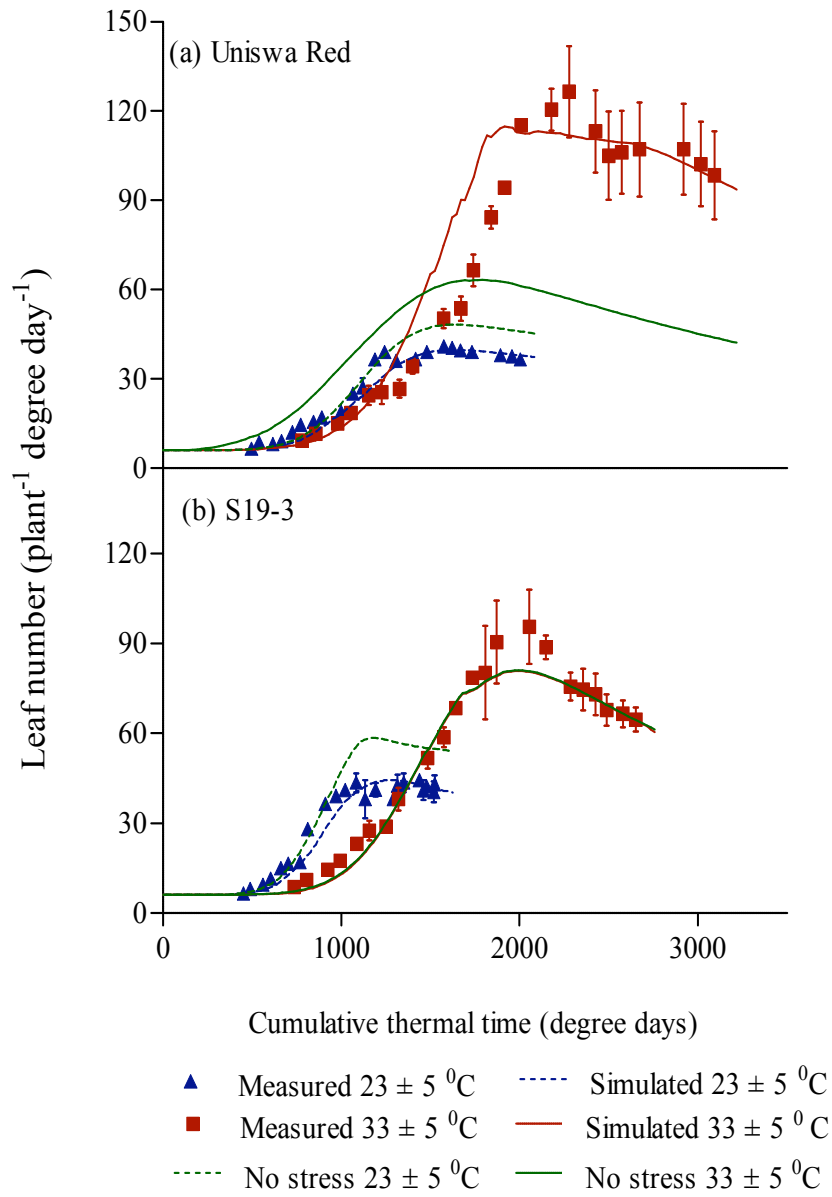 150
(a) Uniswa Red
120
90
60
30
0
(b) S19-3
120
90
60
30
0
0 1000 2000 3000
Leaf number (plant⁻¹ degree day⁻¹)
Cumulative thermal time (degree days)
Measured 23 ± 5 ⁰C
Simulated 23 ± 5 ⁰C
Measured 33 ± 5 ⁰C
Simulated 33 ± 5 ⁰C
No stress 23 ± 5 ⁰C
No stress 33 ± 5 ⁰C